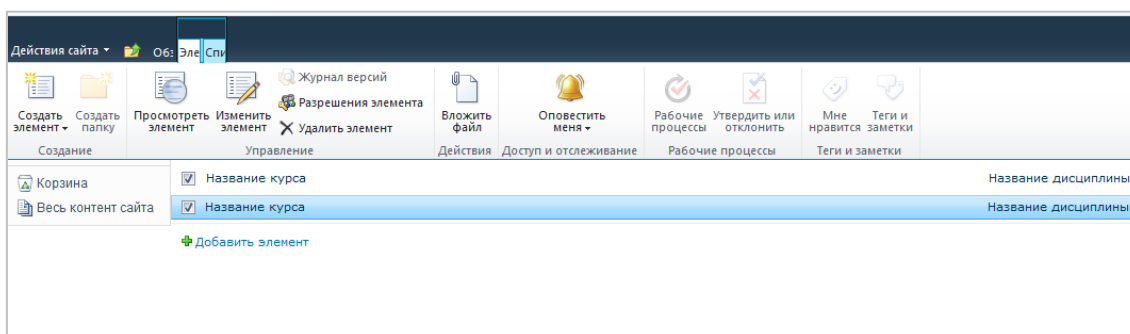 Действия сайта Обз Эле Спи
Журнал версий
Разрешения элемента
Удалить элемент
Создать элемент
Создать папку
Просмотреть элемент
Изменить элемент
Вложить файл
Оповестить меня
Рабочие процессы
Утвердить или отклонить
Мне нравится
Теги и заметки
Создание Управление Действия Доступ и отслеживание Рабочие процессы Теги и заметки
Корзина
Весь контент сайта
Название курса Название дисциплины
Название курса Название дисциплины
Добавить элемент